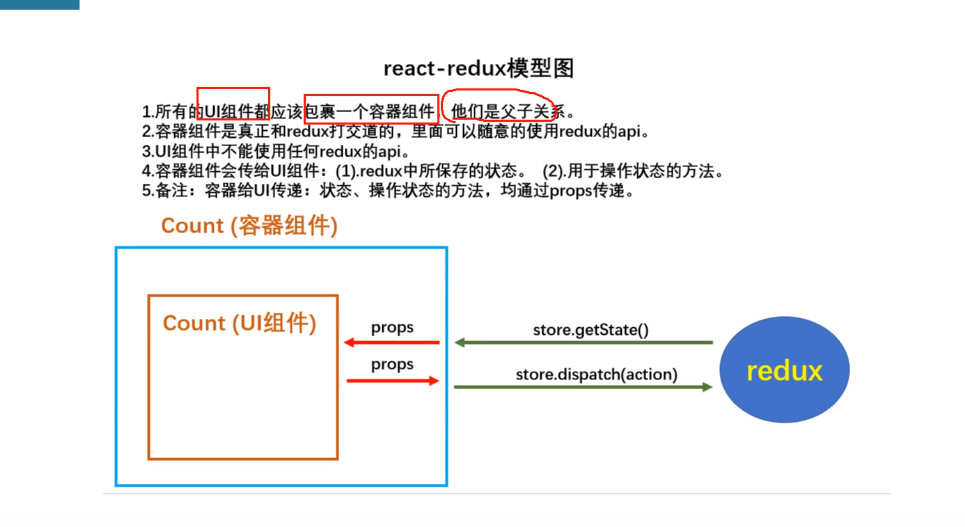 react-redux模型图
1.所有的UI组件都应该包裹一个容器组件，他们是父子关系。
2.容器组件是真正和redux打交道的，里面可以随意的使用redux的api。
3.UI组件中不能使用任何redux的api。
4.容器组件会传给UI组件：(1).redux中所保存的状态。 (2).用于操作状态的方法。
5.备注：容器给UI传递：状态、操作状态的方法，均通过props传递。
Count (容器组件)
Count (UI组件)
props
store.getState()
props
store.dispatch(action)
redux